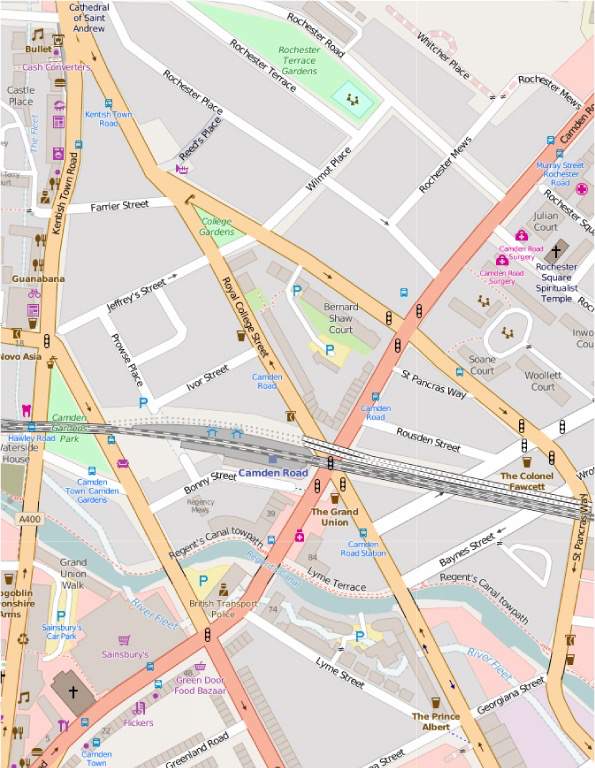 Cathedral
of Saint
Andrew
Bullet
Cash Converters
Castle
Place
The Fleet
Kentish Town
Road
Kentish Town Road
Farrier Street
Rochester Road
Rochester
Terrace
Gardens
Rochester Terrace
Rochester Place
Reed's Place
Wilmot Place
Whitcher Place
Rochester Mews
Rochester Mews
Murray Street
Rochester
Road
Julian
Court
Camden Road
Surgery
Camden Road
Surgery
Rochester
Square
Spiritualist
Temple
College
Gardens
Guanabana
Jeffrey's Street
Royal College Street
Bernard
Shaw
Court
Prowse Place
Ivor Street
Camden
Road
18
Novo Asia
Soane
Court
Woollett
Court
St Pancras Way
Camden
Road
Rousden Street
Camden
Gardens
Park
Hawley Road
House
Camden
Town Camden
Gardens
Camden Road
Bonny Street
Regency
Mews
39
The Grand
Union
The Colonel
Fawcett
St Pancras Way
A400
Regent's Canal towpath
Regent's Canal
Camden
Road Station
84
Baynes Street
Lyme Terrace
Regent's Canal towpath
Grand
Union
Walk
River Fleet
British Transport
Police
74
Sainsbury's
Car Park
Sainsbury's
Arms
Lyme Street
River Fleet
Green Door
Food Bazaar
48
Flickers
72
5
The Prince
Albert
Georgiana Street
Camden
Town
Greenland Road
Street